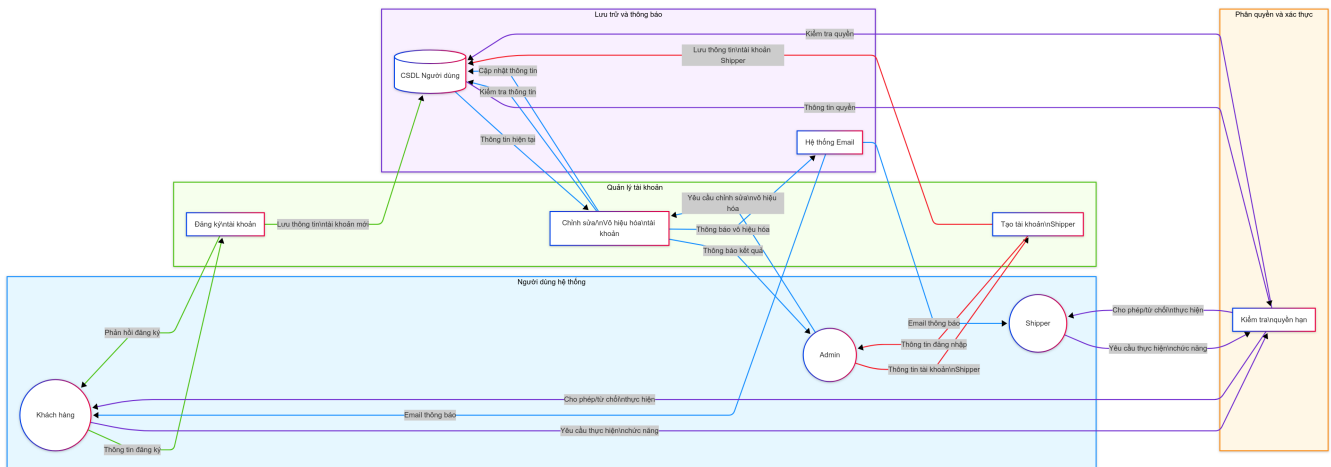 Lưu trữ và thông báo
Phân quyền và xác thực
Kiểm tra quyền
Lưu thông tin\ntài khoản
Shipper
CSDL Người dùng
Cập nhật thông tin
Kiểm tra thông tin
Thông tin quyền
Thông tin hiện tại
Hệ thống Email
Quản lý tài khoản
Yêu cầu chỉnh sửa\nvô hiệu
hóa
Đăng ký\ntài khoản
Lưu thông tin\ntài khoản mới
Chỉnh sửa/\nVô hiệu hóa\ntài
khoản
Thông báo vô hiệu hóa
Tạo tài khoản\nShipper
Thông báo kết quả
Người dùng hệ thống
Cho phép/từ chối\nthực hiện
Email thông báo
Shipper
Kiểm tra\nquyền hạn
Phản hồi đăng ký
Thông tin đăng nhập
Yêu cầu thực hiện\nchức năng
Admin
Thông tin tài khoản\nShipper
Cho phép/từ chối\nthực hiện
Khách hàng
Email thông báo
Yêu cầu thực hiện\nchức năng
Thông tin đăng ký